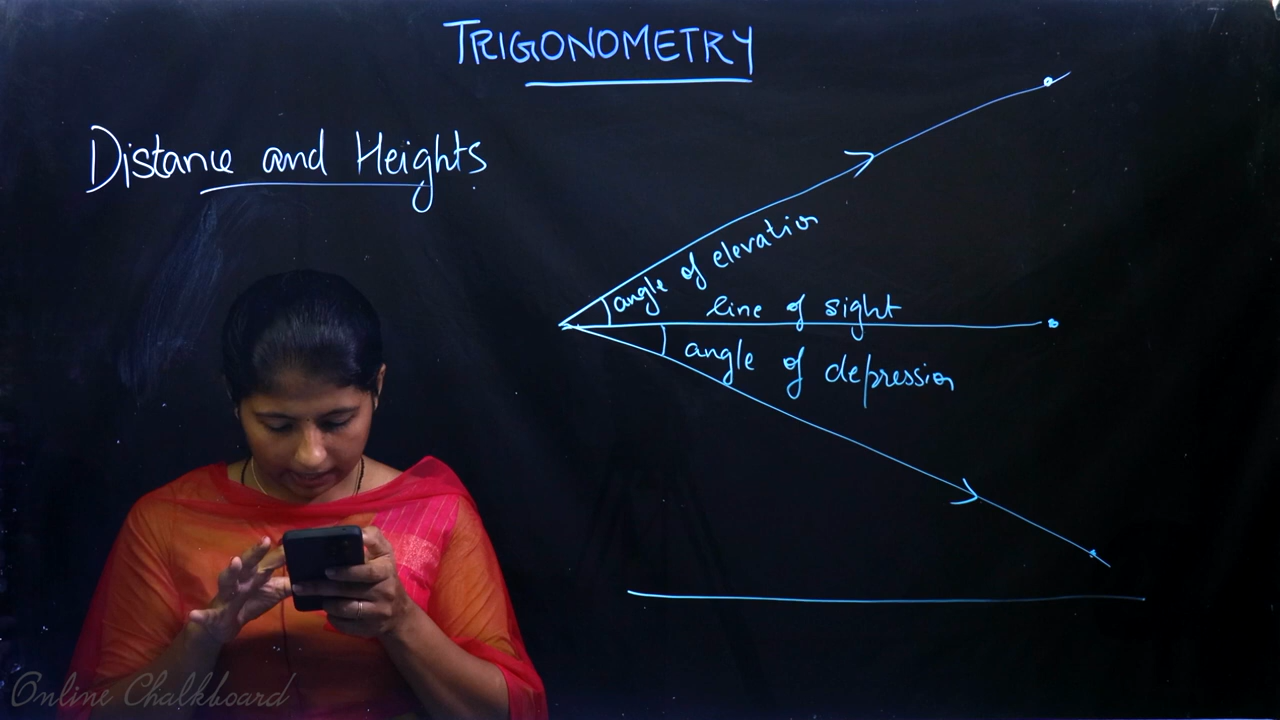 TRIGONOMETRY
Distance and Heights
angle of elevation
line of sight
angle of depression
Online Chalkboard